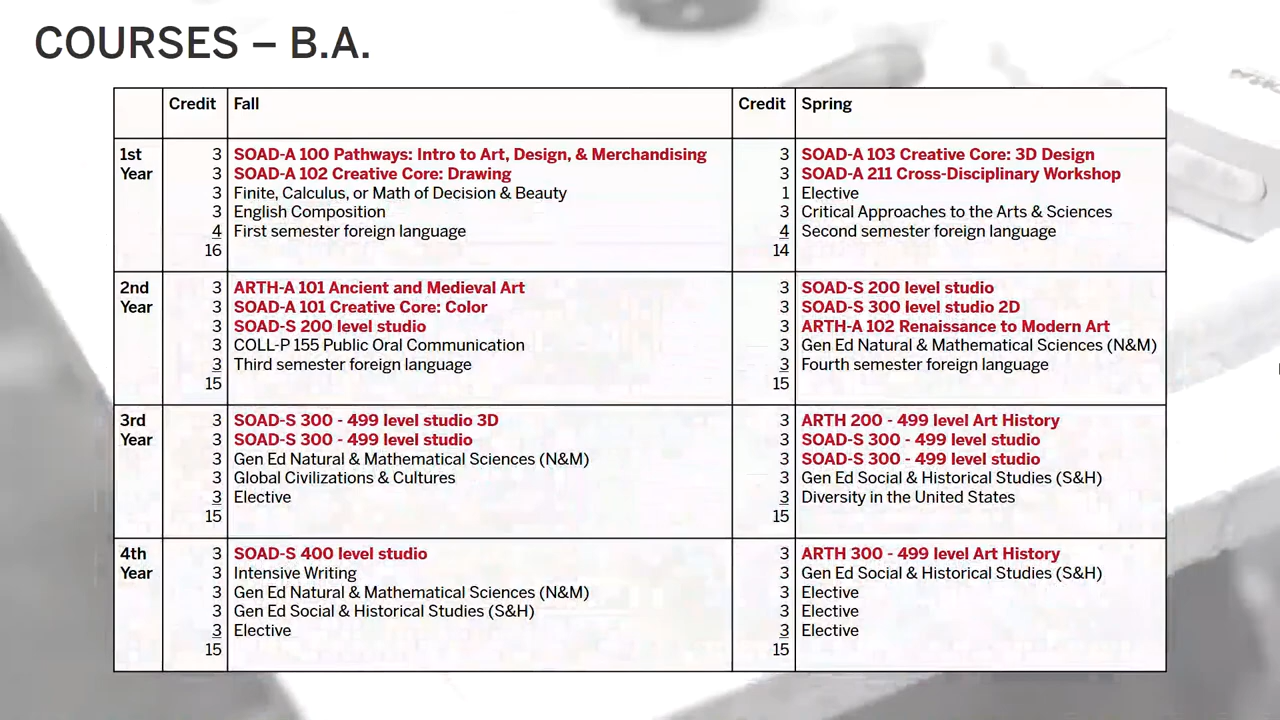 COURSES – B.A.
Credit Fall Credit Spring
1st Year
3 SOAD-A 100 Pathways: Intro to Art, Design, & Merchandising
3 SOAD-A 102 Creative Core: Drawing
3 Finite, Calculus, or Math of Decision & Beauty
3 English Composition
4 First semester foreign language
16
3 SOAD-A 103 Creative Core: 3D Design
3 SOAD-A 211 Cross-Disciplinary Workshop
1 Elective
3 Critical Approaches to the Arts & Sciences
4 Second semester foreign language
14
2nd Year
3 ARTH-A 101 Ancient and Medieval Art
3 SOAD-A 101 Creative Core: Color
3 SOAD-S 200 level studio
3 COLL-P 155 Public Oral Communication
3 Third semester foreign language
15
3 SOAD-S 200 level studio
3 SOAD-S 300 level studio 2D
3 ARTH-A 102 Renaissance to Modern Art
3 Gen Ed Natural & Mathematical Sciences (N&M)
3 Fourth semester foreign language
15
3rd Year
3 SOAD-S 300 - 499 level studio 3D
3 SOAD-S 300 - 499 level studio
3 Gen Ed Natural & Mathematical Sciences (N&M)
3 Global Civilizations & Cultures
3 Elective
15
3 ARTH 200 - 499 level Art History
3 SOAD-S 300 - 499 level studio
3 SOAD-S 300 - 499 level studio
3 Gen Ed Social & Historical Studies (S&H)
3 Diversity in the United States
15
4th Year
3 SOAD-S 400 level studio
3 Intensive Writing
3 Gen Ed Natural & Mathematical Sciences (N&M)
3 Gen Ed Social & Historical Studies (S&H)
3 Elective
15
3 ARTH 300 - 499 level Art History
3 Gen Ed Social & Historical Studies (S&H)
3 Elective
3 Elective
3 Elective
15